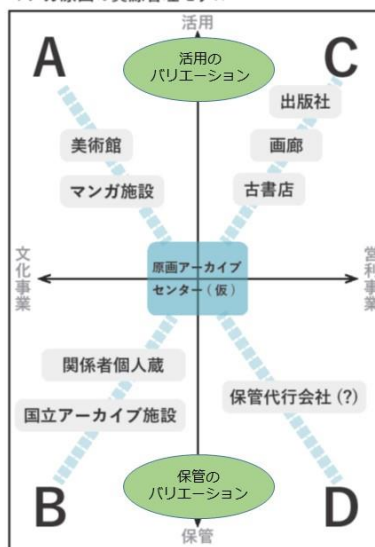 活用
A
活用の
バリエーション
C
出版社
美術館
画廊
マンガ施設
古書店
文化事業
原画アーカイブ
センター(仮)
営利事業
関係者個人蔵
保管代行会社(?)
国立アーカイブ施設
保管の
バリエーション
B
D
保管